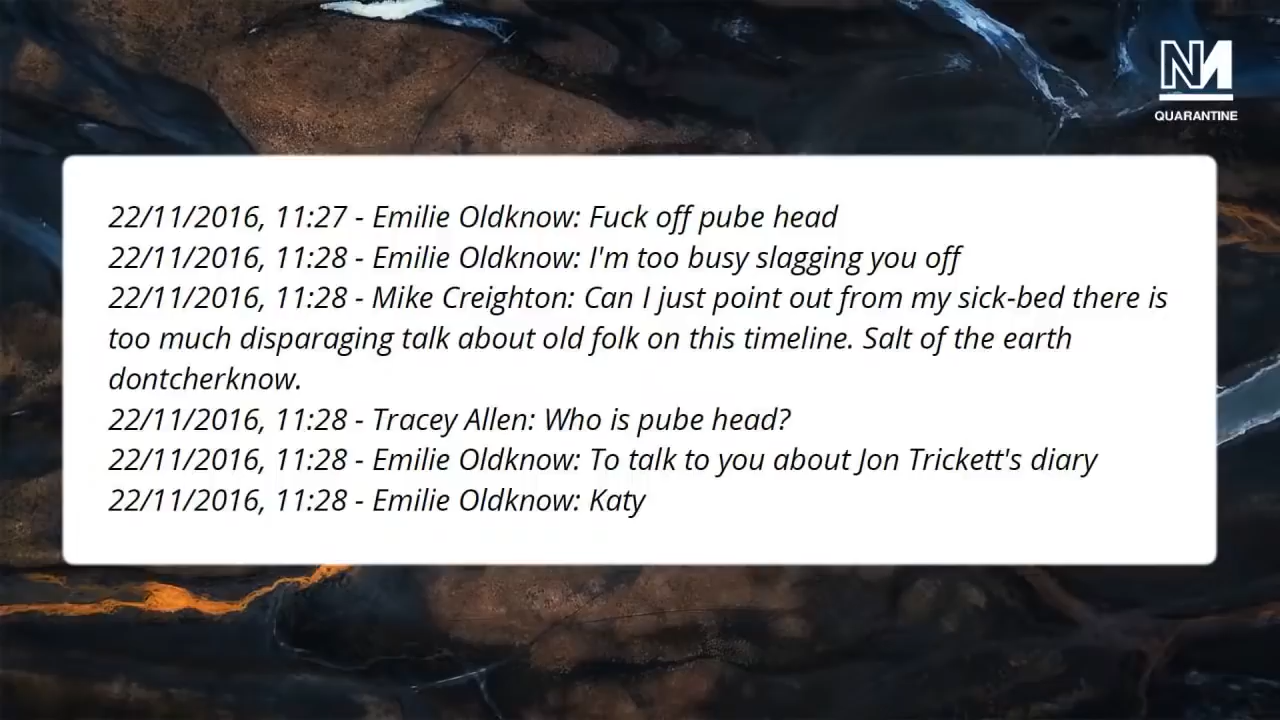 NM
QUARANTINE
22/11/2016, 11:27 - Emilie Oldknow: Fuck off pube head
22/11/2016, 11:28 - Emilie Oldknow: I'm too busy slagging you off
22/11/2016, 11:28 - Mike Creighton: Can I just point out from my sick-bed there is
too much disparaging talk about old folk on this timeline. Salt of the earth
dontcherknow.
22/11/2016, 11:28 - Tracey Allen: Who is pube head?
22/11/2016, 11:28 - Emilie Oldknow: To talk to you about Jon Trickett's diary
22/11/2016, 11:28 - Emilie Oldknow: Katy